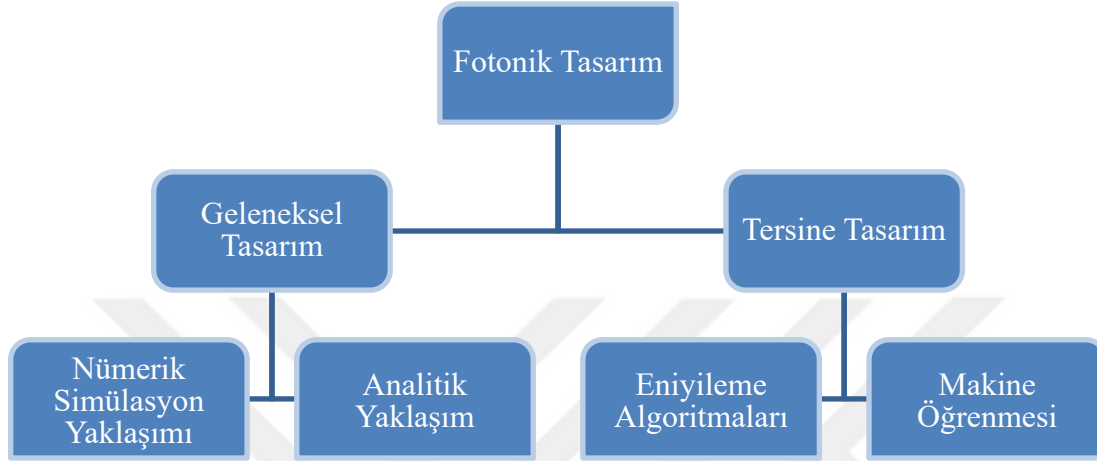 Fotonik Tasarım
Geleneksel
Tasarım
Tersine Tasarım
Nümerik
Simülasyon
Yaklaşımı
Analitik
Yaklaşım
Eniyileme
Algoritmaları
Makine
Öğrenmesi